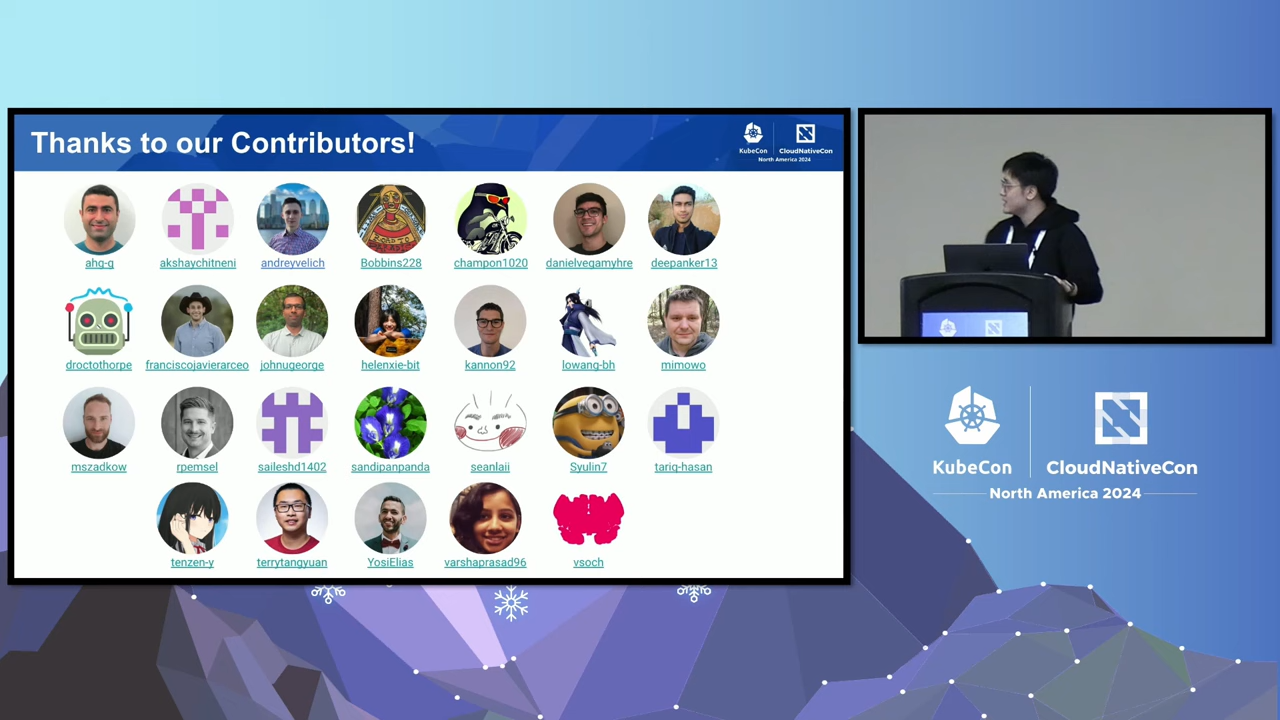 Thanks to our Contributors!
KubeCon
CloudNativeCon
North America 2024
ahg-g
akshaychitneni
andreyvelich
Bobbins228
champon1020
danielvegamyhre
deepanker13
droctothorpe
franciscojavierarceo
johnugeorge
helenxie-bit
kannon92
lowang-bh
mimowo
mszadkow
rpemsel
saileshd1402
sandipanpanda
seanlaii
Syulin7
tariq-hasan
tenzen-y
terrytangyuan
YosiElias
varshaprasad96
vsoch
KubeCon
CloudNativeCon
North America 2024